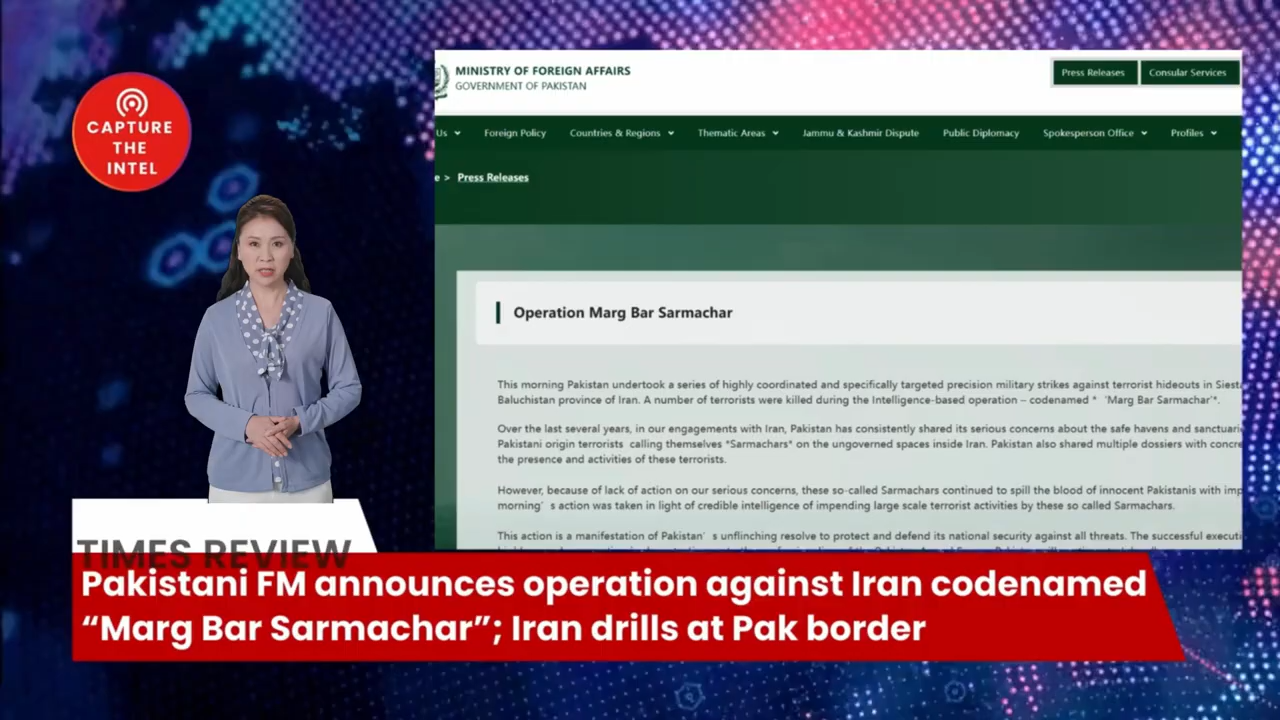 MINISTRY OF FOREIGN AFFAIRS
GOVERNMENT OF PAKISTAN
Press Releases
Consular Services
CAPTURE
THE
INTEL
Us
Foreign Policy
Countries & Regions
Thematic Areas
Jammu & Kashmir Dispute
Public Diplomacy
Spokesperson Office
Profiles
e > Press Releases
Operation Marg Bar Sarmachar
This morning Pakistan undertook a series of highly coordinated and specifically targeted precision military strikes against terrorist hideouts in Siesta
Baluchistan province of Iran. A number of terrorists were killed during the Intelligence-based operation – codenamed * 'Marg Bar Sarmachar'*.
Over the last several years, in our engagements with Iran, Pakistan has consistently shared its serious concerns about the safe havens and sanctuari
Pakistani origin terrorists calling themselves *Sarmachars* on the ungoverned spaces inside Iran. Pakistan also shared multiple dossiers with concre
the presence and activities of these terrorists.
However, because of lack of action on our serious concerns, these so-called Sarmachars continued to spill the blood of innocent Pakistanis with imp
morning's action was taken in light of credible intelligence of impending large scale terrorist activities by these so called Sarmachars.
This action is a manifestation of Pakistan's unflinching resolve to protect and defend its national security against all threats. The successful executi
TIMES REVIEW
Pakistani FM announces operation against Iran codenamed
“Marg Bar Sarmachar”; Iran drills at Pak border